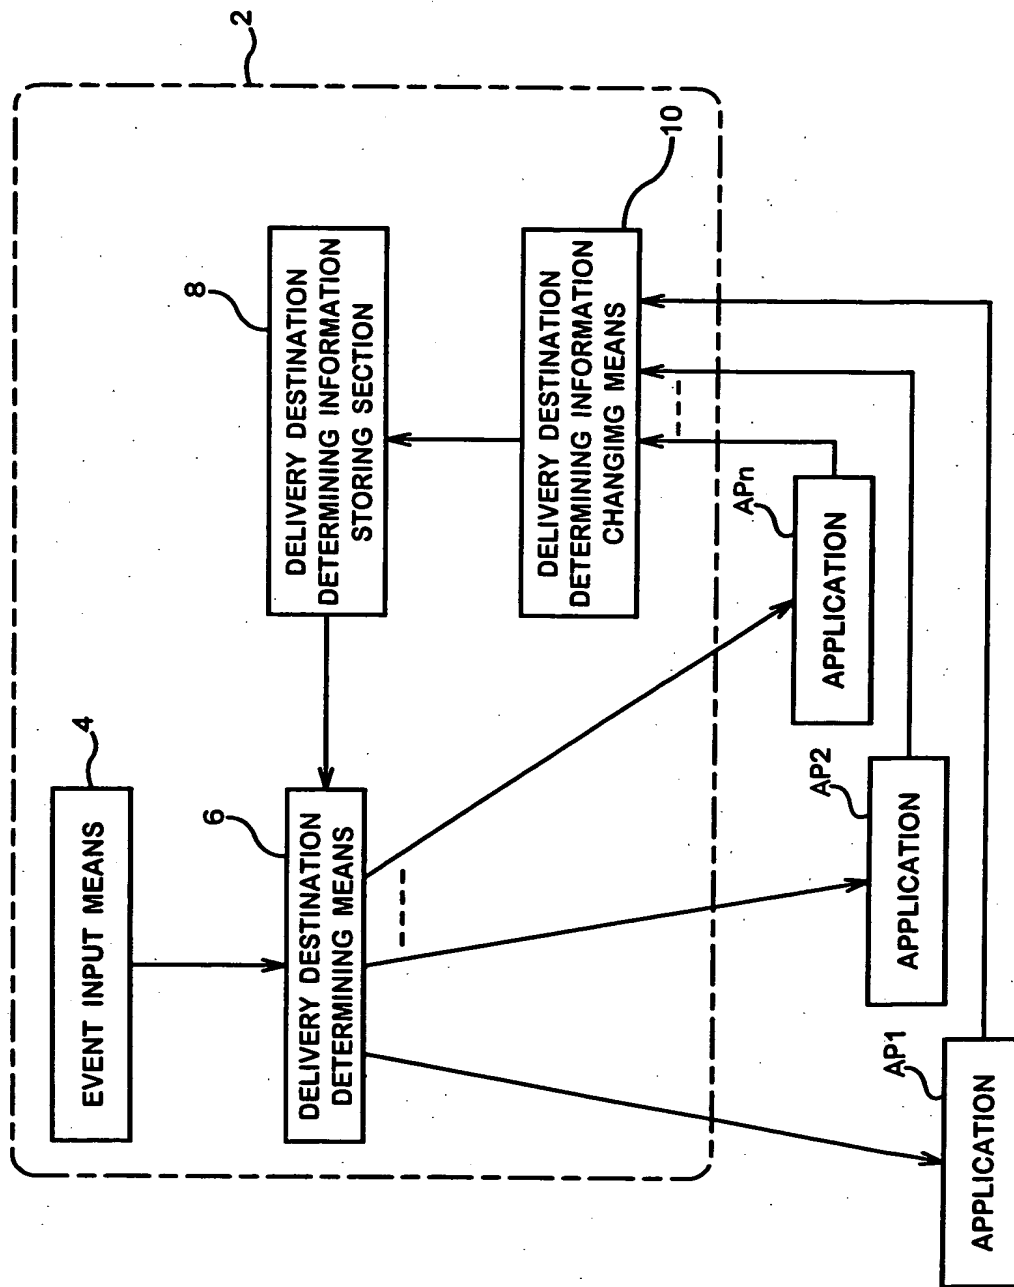 2
4
EVENT INPUT MEANS
6
DELIVERY DESTINATION
DETERMINING MEANS
8
DELIVERY DESTINATION
DETERMINING INFORMATION
STORING SECTION
10
DELIVERY DESTINATION
DETERMINING INFORMATION
CHANGIMG MEANS
AP1
APPLICATION
AP2
APPLICATION
APn
APPLICATION